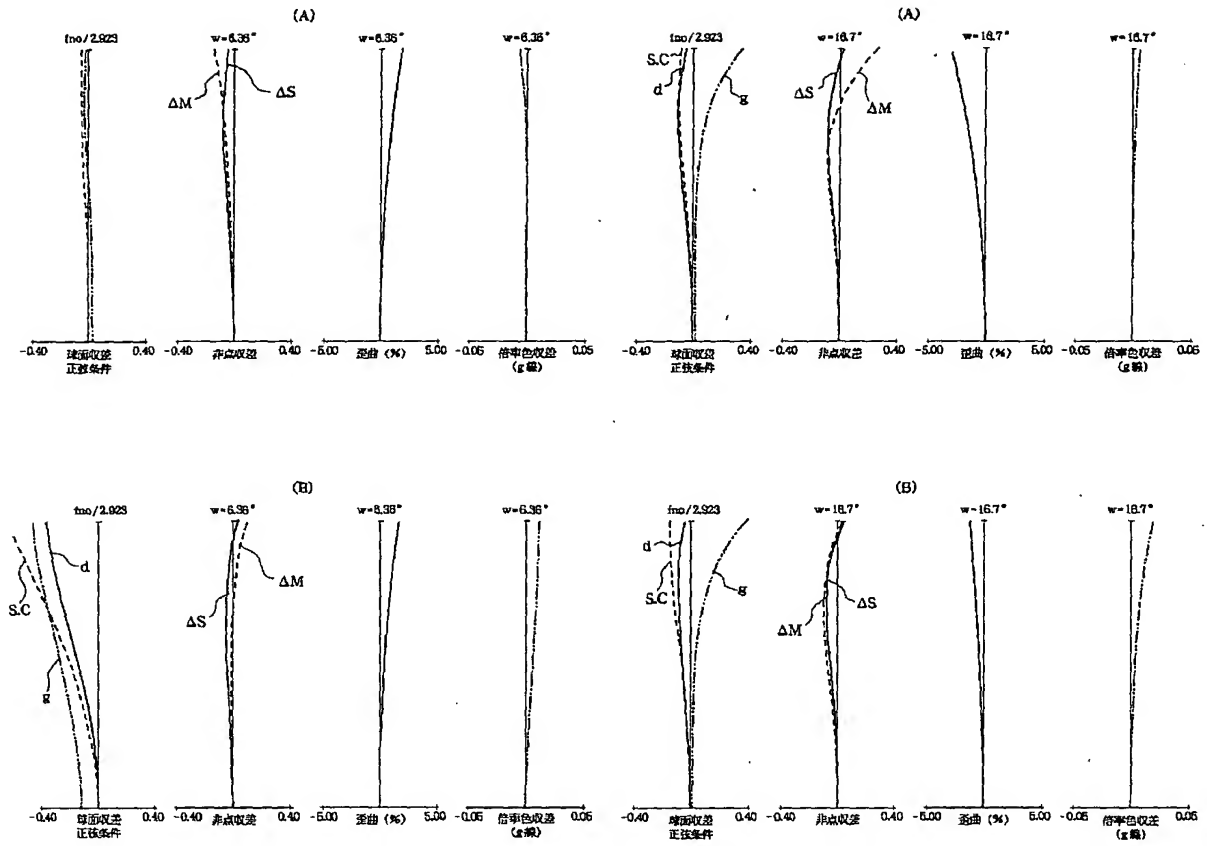 (A)
fno/2.923
w=6.36°
6.36°
w=6.36°
ΔM
ΔS
-0.40
球面収差
正弦条件
0.40
-0.40
非点収差
0.40
-5.00
歪曲 (%)
5.00
-0.05
倍率色収差
(g線)
0.05
(A)
fno/2.923
w=16.7°
w=16.7°
w=16.7°
S.C
d
g
ΔS
ΔM
-0.40
球面収差
正弦条件
0.40
-0.40
非点収差
0.40
-5.00
歪曲 (%)
5.00
-0.05
倍率色収差
(g線)
0.05
(B)
fno/2.923
w=6.36°
6.36°
w=6.36°
d
S.C
g
ΔM
ΔS
-0.40
球面収差
正弦条件
0.40
-0.40
非点収差
0.40
-5.00
歪曲 (%)
5.00
-0.05
倍率色収差
(g線)
0.05
(B)
fno/2.923
w=16.7°
w=16.7°
w=16.7°
d
S.C
g
ΔS
ΔM
-0.40
球面収差
正弦条件
0.40
-0.40
非点収差
0.40
-5.00
歪曲 (%)
5.00
-0.05
倍率色収差
(g線)
0.05